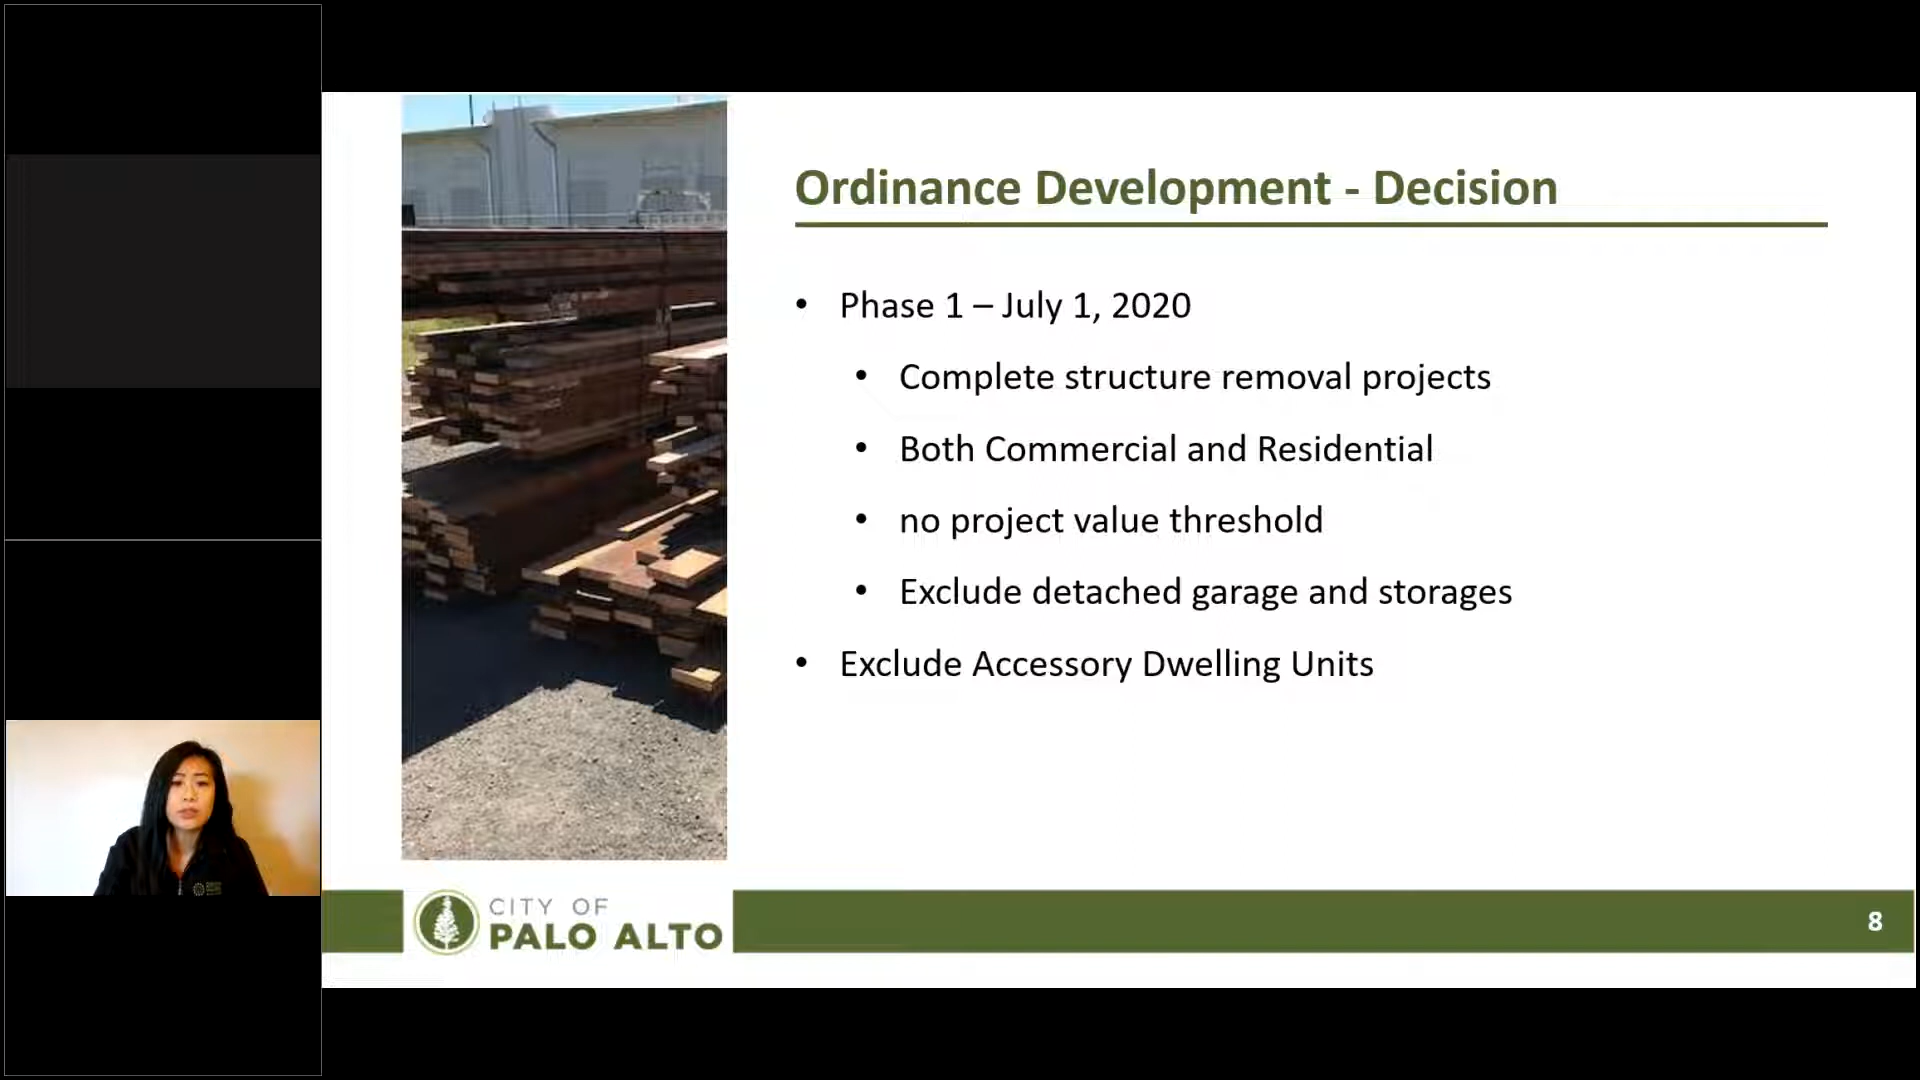 Ordinance Development - Decision
• Phase 1 – July 1, 2020
• Complete structure removal projects
• Both Commercial and Residential
• no project value threshold
• Exclude detached garage and storages
• Exclude Accessory Dwelling Units
CITY OF
PALO ALTO
8